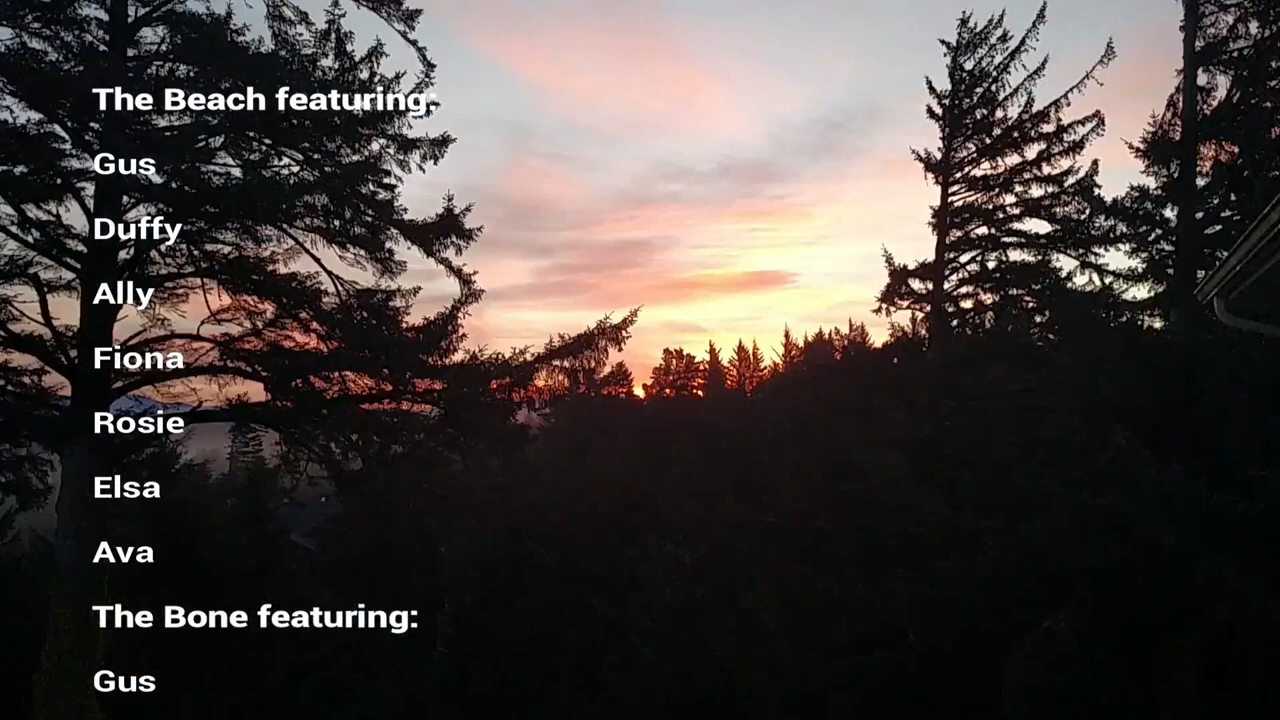 The Beach featuring:
Gus
Duffy
Ally
Fiona
Rosie
Elsa
Ava
The Bone featuring:
Gus